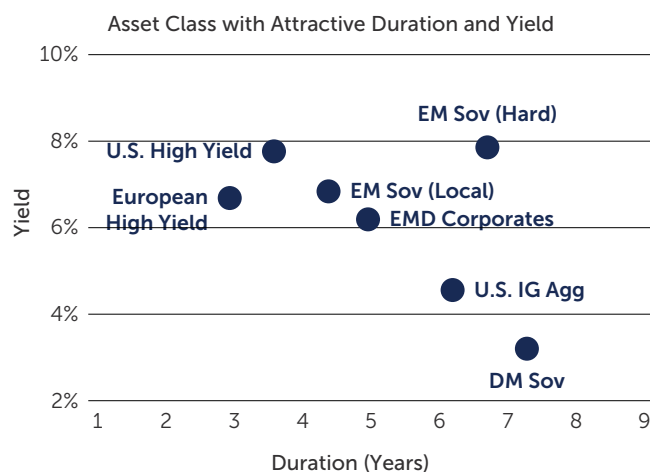 Asset Class with Attractive Duration and Yield
10%
EM Sov (Hard)
8%
U.S. High Yield
European
High Yield
EM Sov (Local)
EMD Corporates
6%
Yield
U.S. IG Agg
4%
DM Sov
2%
1 2 3 4 5 6 7 8 9
Duration (Years)